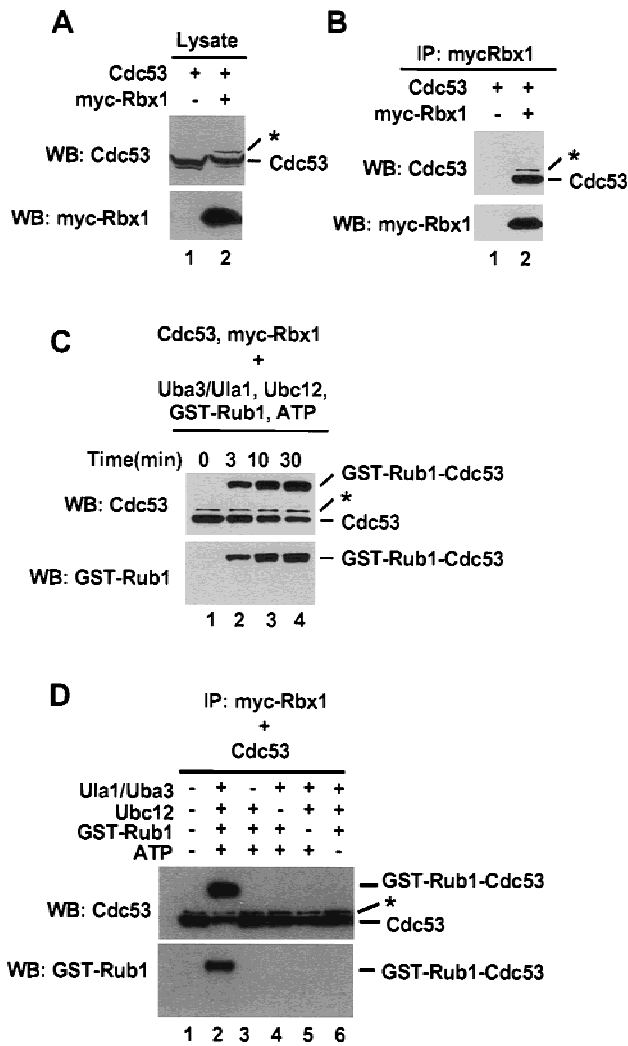 A
Lysate
Cdc53 + +
myc-Rbx1 - +
WB: Cdc53
*
Cdc53
WB: myc-Rbx1
1 2
B
IP: mycRbx1
Cdc53 + +
myc-Rbx1 - +
WB: Cdc53
*
Cdc53
WB: myc-Rbx1
1 2
C
Cdc53, myc-Rbx1
+
Uba3/Ula1, Ubc12,
GST-Rub1, ATP
Time(min) 0 3 10 30
GST-Rub1-Cdc53
WB: Cdc53
*
Cdc53
WB: GST-Rub1
GST-Rub1-Cdc53
1 2 3 4
D
IP: myc-Rbx1
+
Cdc53
Ula1/Uba3 - + - + + +
Ubc12 - + + - + +
GST-Rub1 - + + + - +
ATP - + + + + -
GST-Rub1-Cdc53
WB: Cdc53
*
Cdc53
WB: GST-Rub1
GST-Rub1-Cdc53
1 2 3 4 5 6